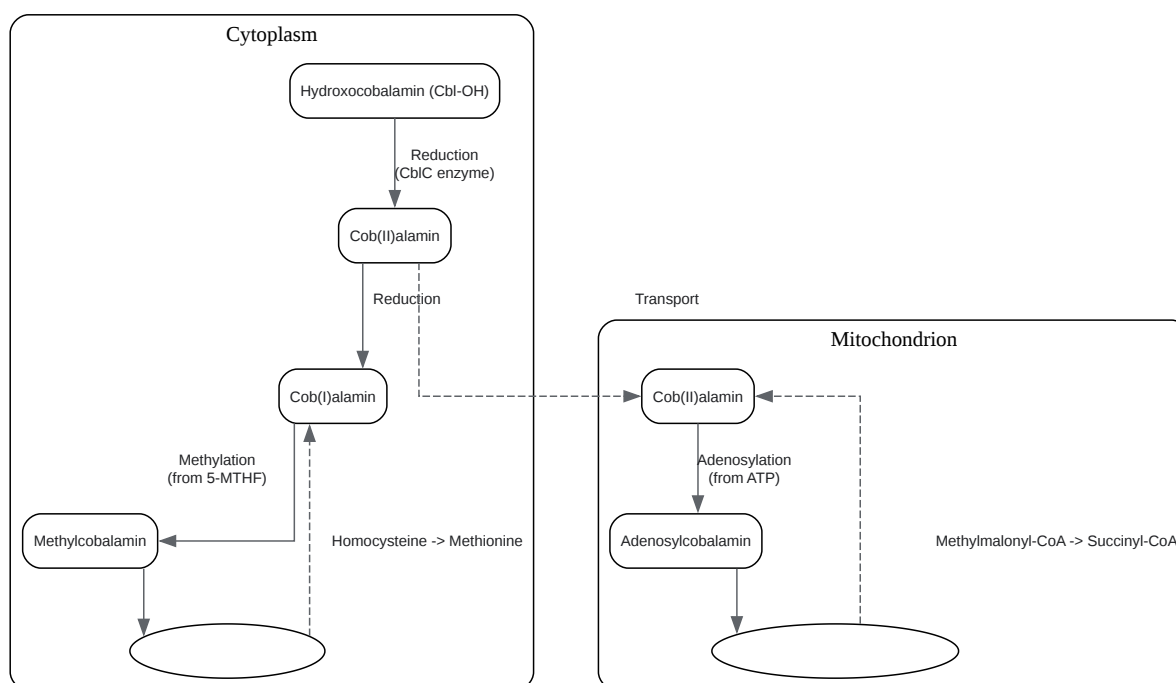 Cytoplasm
Hydroxocobalamin (Cbl-OH)
Reduction
(CblC enzyme)
Cob(II)alamin
Reduction
Transport
Mitochondrion
Cob(I)alamin
Cob(II)alamin
Methylation
(from 5-MTHF)
Adenosylation
(from ATP)
Methylcobalamin
Homocysteine -> Methionine
Adenosylcobalamin
Methylmalonyl-CoA -> Succinyl-CoA